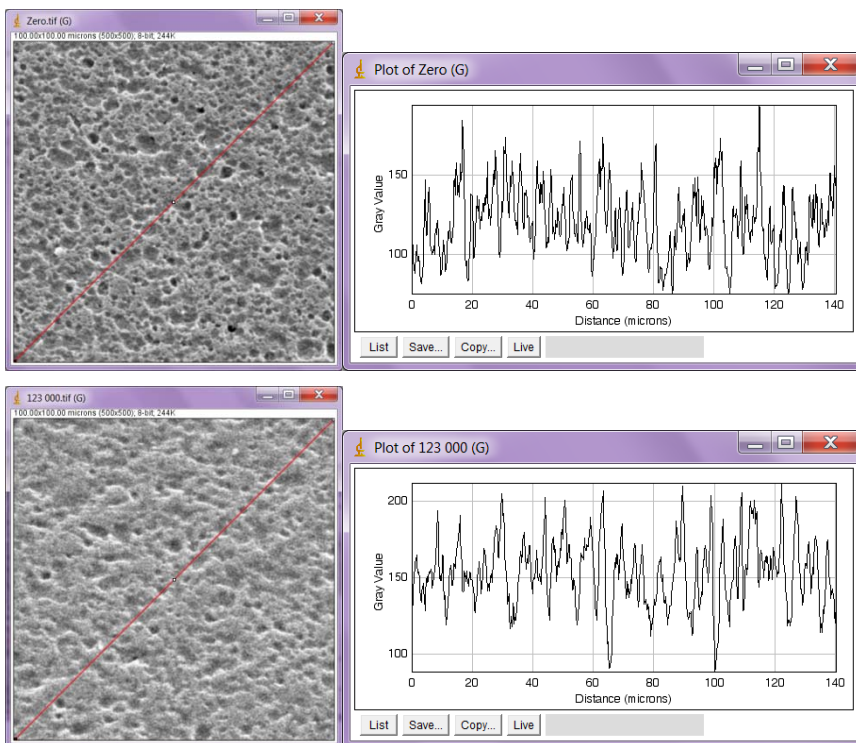 Zero.tif (G)
100.00x100.00 microns (500x500); 8-bit; 244K
Plot of Zero (G)
150
100
Gray Value
0 20 40 60 80 100 120 140
Distance (microns)
List Save... Copy... Live
123 000.tif (G)
100.00x100.00 microns (500x500); 8-bit; 244K
Plot of 123 000 (G)
200
150
100
Gray Value
0 20 40 60 80 100 120 140
Distance (microns)
List Save... Copy... Live